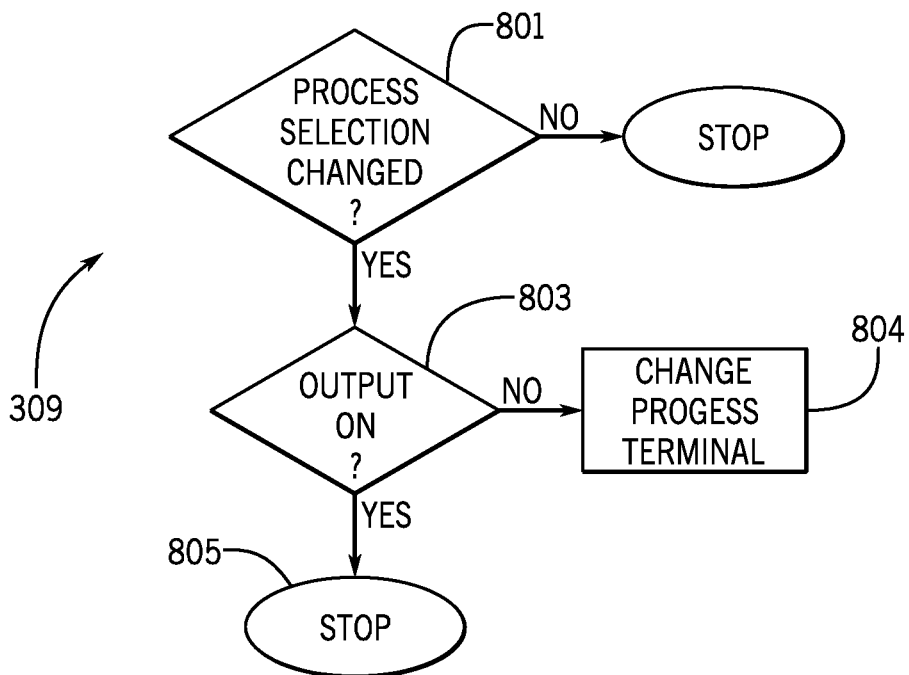 801
PROCESS
SELECTION
CHANGED
?
NO
STOP
YES
309
803
OUTPUT
ON
?
NO
804
CHANGE
PROGESS
TERMINAL
YES
805
STOP